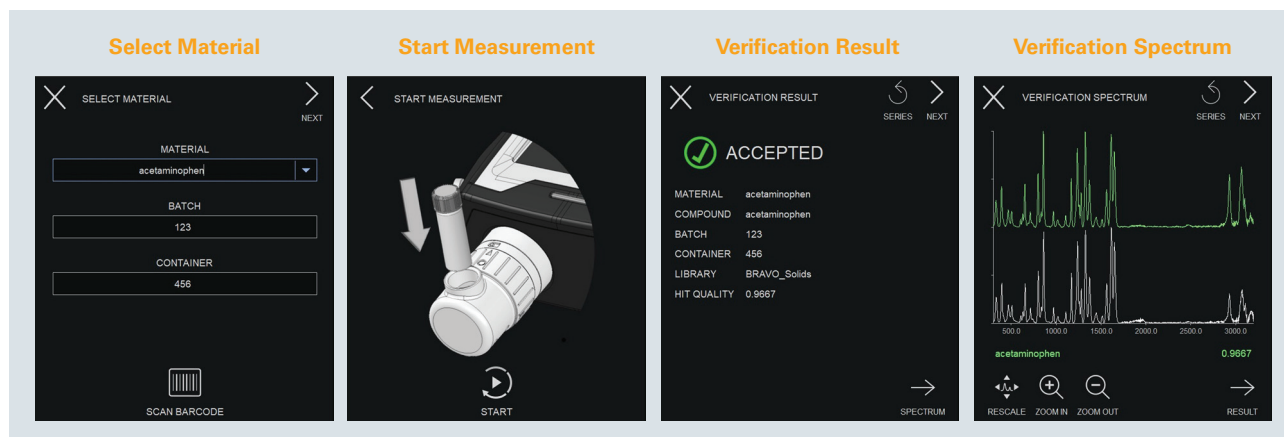 Select Material
SELECT MATERIAL
NEXT
MATERIAL
acetaminophen
BATCH
123
CONTAINER
456
SCAN BARCODE
Start Measurement
START MEASUREMENT
START
Verification Result
VERIFICATION RESULT
SERIES NEXT
ACCEPTED
MATERIAL acetaminophen
COMPOUND acetaminophen
BATCH 123
CONTAINER 456
LIBRARY BRAVO_Solids
HIT QUALITY 0.9667
SPECTRUM
Verification Spectrum
VERIFICATION SPECTRUM
SERIES NEXT
500.0 1000.0 1500.0 2000.0 2500.0 3000.0
acetaminophen 0.9667
RESCALE ZOOM IN ZOOM OUT RESULT